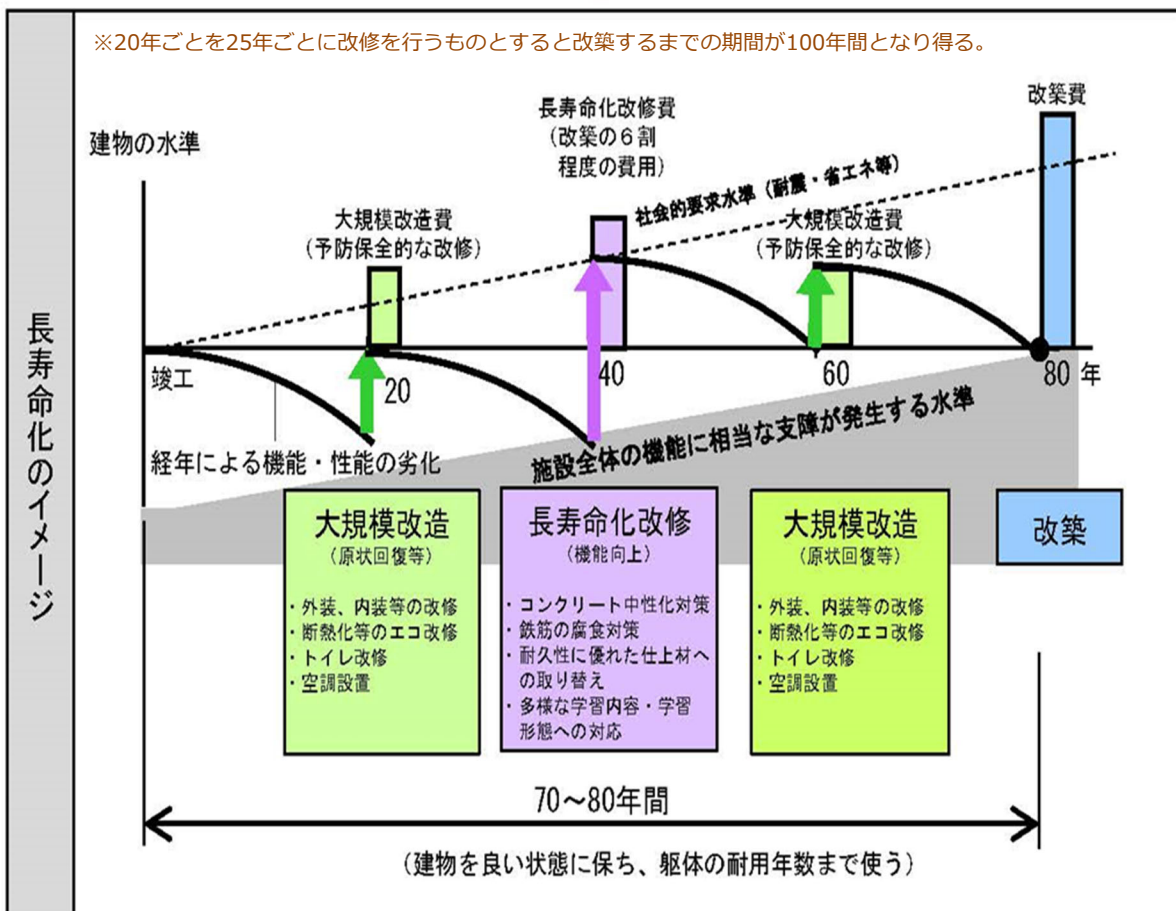 長寿命化のイメージ
※20年ごとを25年ごとに改修を行うものとすると改築するまでの期間が100年間となり得る。
建物の水準
大規模改造費
(予防保全的な改修)
長寿命化改修費
(改築の6割
程度の費用)
社会的要求水準(耐震・省エネ等)
大規模改造費
(予防保全的な改修)
改築費
竣工
20
40
60
80 年
経年による機能・性能の劣化
施設全体の機能に相当な支障が発生する水準
大規模改造
(原状回復等)
・外装、内装等の改修
・断熱化等のエコ改修
・トイレ改修
・空調設置
長寿命化改修
(機能向上)
・コンクリート中性化対策
・鉄筋の腐食対策
・耐久性に優れた仕上材へ
の取り替え
・多様な学習内容・学習
形態への対応
大規模改造
(原状回復等)
・外装、内装等の改修
・断熱化等のエコ改修
・トイレ改修
・空調設置
改築
70～80年間
(建物を良い状態に保ち、躯体の耐用年数まで使う)